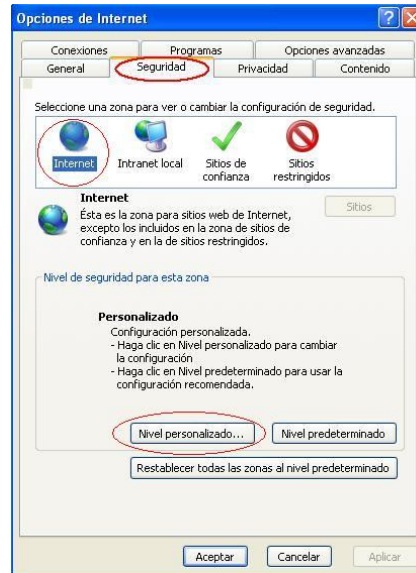 Opciones de Internet
Conexiones Programas Opciones avanzadas
General Seguridad Privacidad Contenido
Seleccione una zona para ver o cambiar la configuración de seguridad.
Internet Intranet local Sitios de confianza Sitios restringidos
Internet
Sitios
Ésta es la zona para sitios web de Internet,
excepto los incluidos en la zona de sitios de
confianza y en la de sitios restringidos.
Nivel de seguridad para esta zona
Personalizado
Configuración personalizada.
- Haga clic en Nivel personalizado para cambiar
la configuración
- Haga clic en Nivel predeterminado para usar la
configuración recomendada.
Nivel personalizado... Nivel predeterminado
Restablecer todas las zonas al nivel predeterminado
Aceptar Cancelar Aplicar